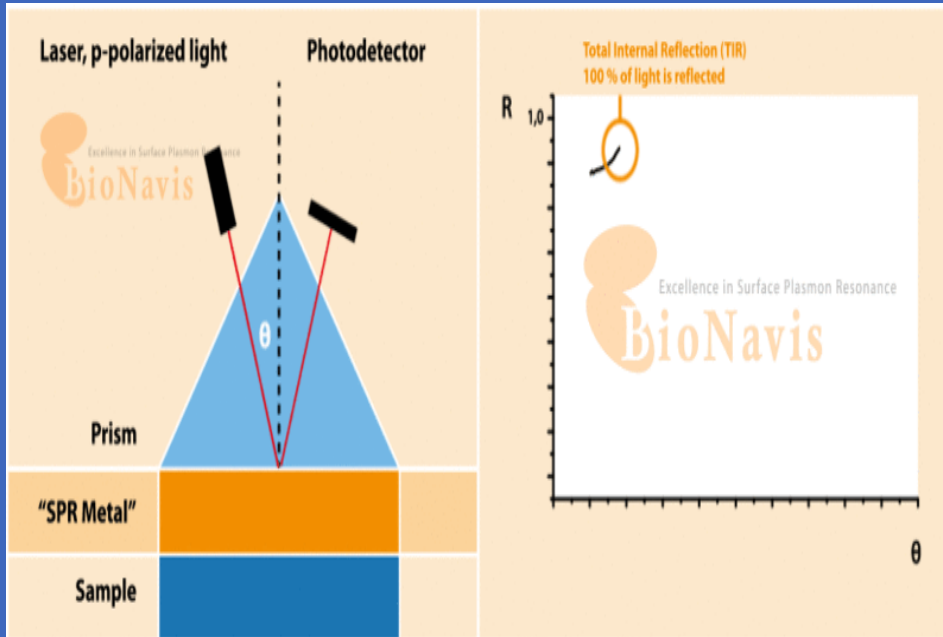 Laser, p-polarized light
Photodetector
Excellence in Surface Plasmon Resonance
BioNavis
θ
Prism
“SPR Metal”
Sample
Total Internal Reflection (TIR)
100 % of light is reflected
R
1,0
Excellence in Surface Plasmon Resonance
BioNavis
θ